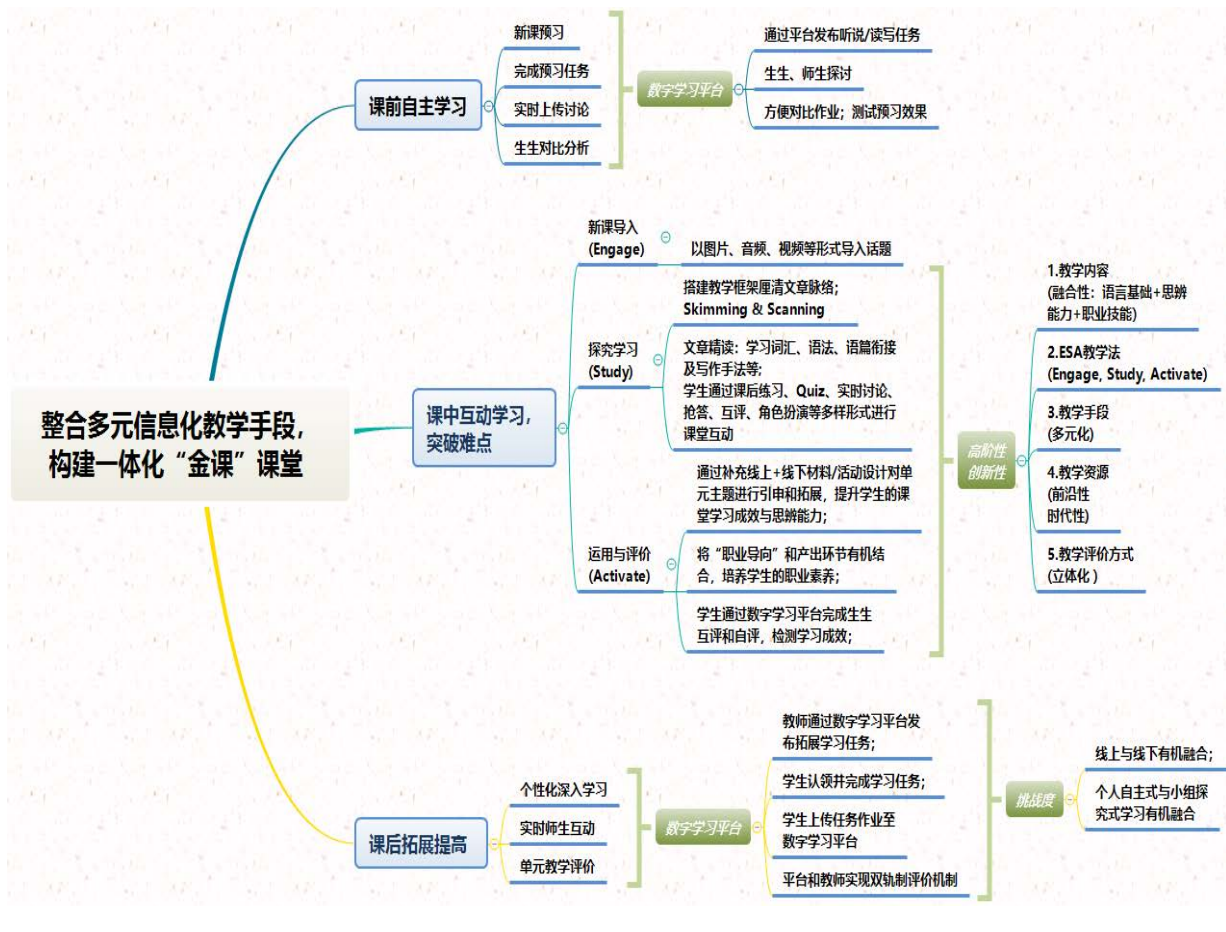 整合多元信息化教学手段，
构建一体化“金课”课堂
课前自主学习
新课预习
完成预习任务
实时上传讨论
生生对比分析
数字学习平台
通过平台发布听说/读写任务
生生、师生探讨
方便对比作业；测试预习效果
课中互动学习，
突破难点
新课导入
(Engage)
以图片、音频、视频等形式导入话题
探究学习
(Study)
搭建教学框架厘清文章脉络；
Skimming & Scanning
文章精读：学习词汇、语法、语篇衔接
及写作手法等；
学生通过课后练习、Quiz、实时讨论、
抢答、互评、角色扮演等多样形式进行
课堂互动
运用与评价
(Activate)
通过补充线上+线下材料/活动设计对单
元主题进行引申和拓展，提升学生的课
堂学习成效与思辨能力；
将“职业导向”和产出环节有机结
合，培养学生的职业素养；
学生通过数字学习平台完成生生
互评和自评，检测学习成效；
高阶性
创新性
1.教学内容
(融合性：语言基础+思辨
能力+职业技能)
2.ESA教学法
(Engage, Study, Activate)
3.教学手段
(多元化)
4.教学资源
(前沿性
时代性)
5.教学评价方式
(立体化 )
课后拓展提高
个性化深入学习
实时师生互动
单元教学评价
数字学习平台
教师通过数字学习平台发
布拓展学习任务；
学生认领并完成学习任务；
学生上传任务作业至
数字学习平台
平台和教师实现双轨制评价机制
挑战度
线上与线下有机融合；
个人自主式与小组探
究式学习有机融合